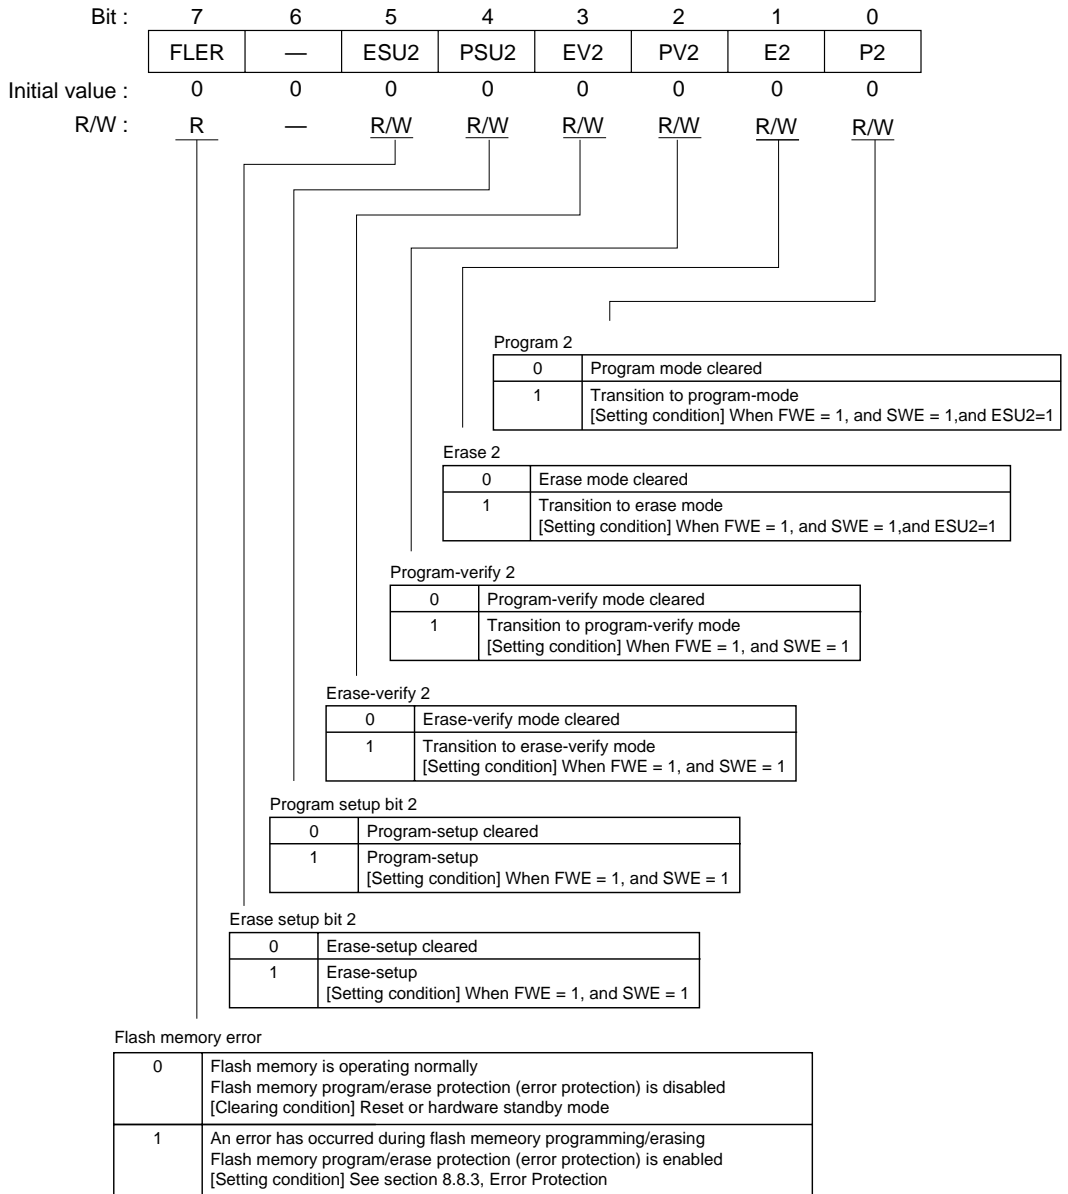 Bit : 7 6 5 4 3 2 1 0
FLER — ESU2 PSU2 EV2 PV2 E2 P2
Initial value : 0 0 0 0 0 0 0 0
R/W : R — R/W R/W R/W R/W R/W R/W
Program 2
0 Program mode cleared
1 Transition to program-mode
[Setting condition] When FWE = 1, and SWE = 1,and ESU2=1
Erase 2
0 Erase mode cleared
1 Transition to erase mode
[Setting condition] When FWE = 1, and SWE = 1,and ESU2=1
Program-verify 2
0 Program-verify mode cleared
1 Transition to program-verify mode
[Setting condition] When FWE = 1, and SWE = 1
Erase-verify 2
0 Erase-verify mode cleared
1 Transition to erase-verify mode
[Setting condition] When FWE = 1, and SWE = 1
Program setup bit 2
0 Program-setup cleared
1 Program-setup
[Setting condition] When FWE = 1, and SWE = 1
Erase setup bit 2
0 Erase-setup cleared
1 Erase-setup
[Setting condition] When FWE = 1, and SWE = 1
Flash memory error
0 Flash memory is operating normally
Flash memory program/erase protection (error protection) is disabled
[Clearing condition] Reset or hardware standby mode
1 An error has occurred during flash memeory programming/erasing
Flash memory program/erase protection (error protection) is enabled
[Setting condition] See section 8.8.3, Error Protection